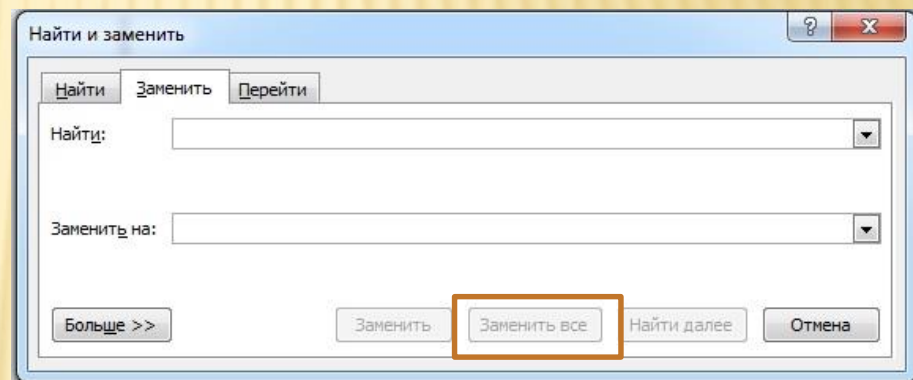 Найти и заменить
Найти Заменить Перейти
Найти:
Заменить на:
Больше >> Заменить Заменить все Найти далее Отмена